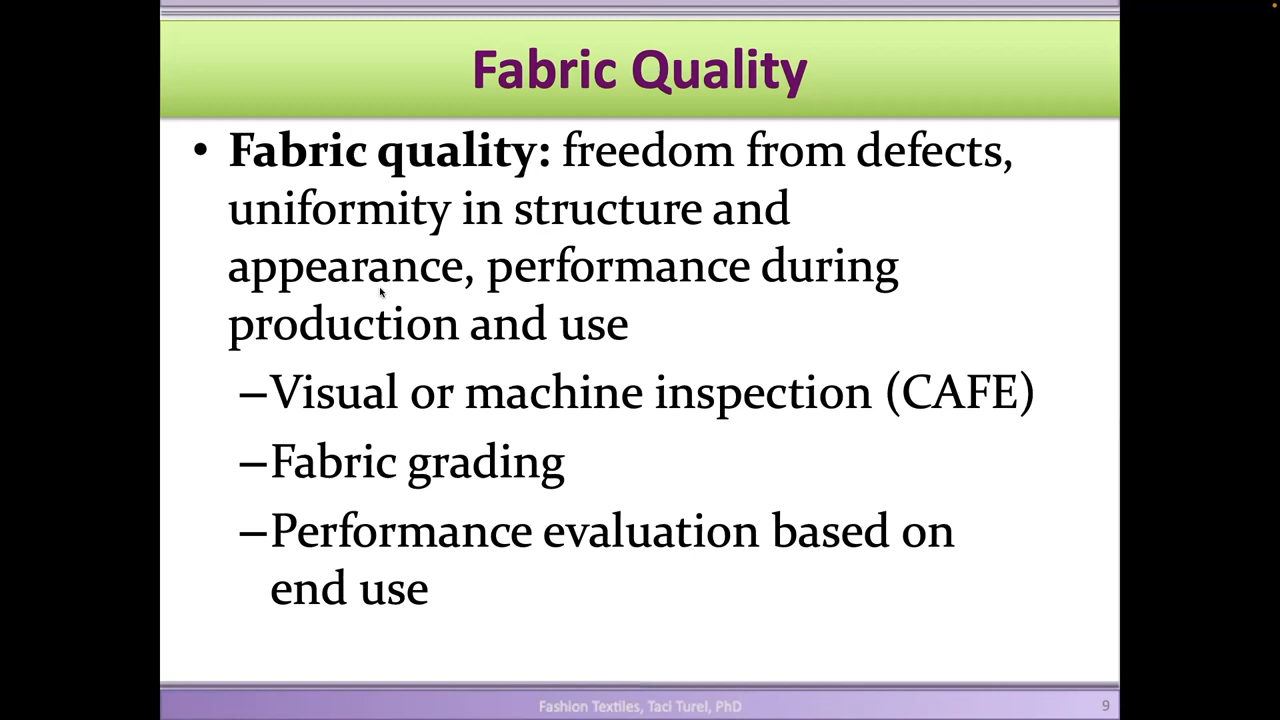 Fabric Quality
• Fabric quality: freedom from defects,
uniformity in structure and
appearance, performance during
production and use
–Visual or machine inspection (CAFE)
–Fabric grading
–Performance evaluation based on
end use
Fashion Textiles, Taci Turel, PhD
9